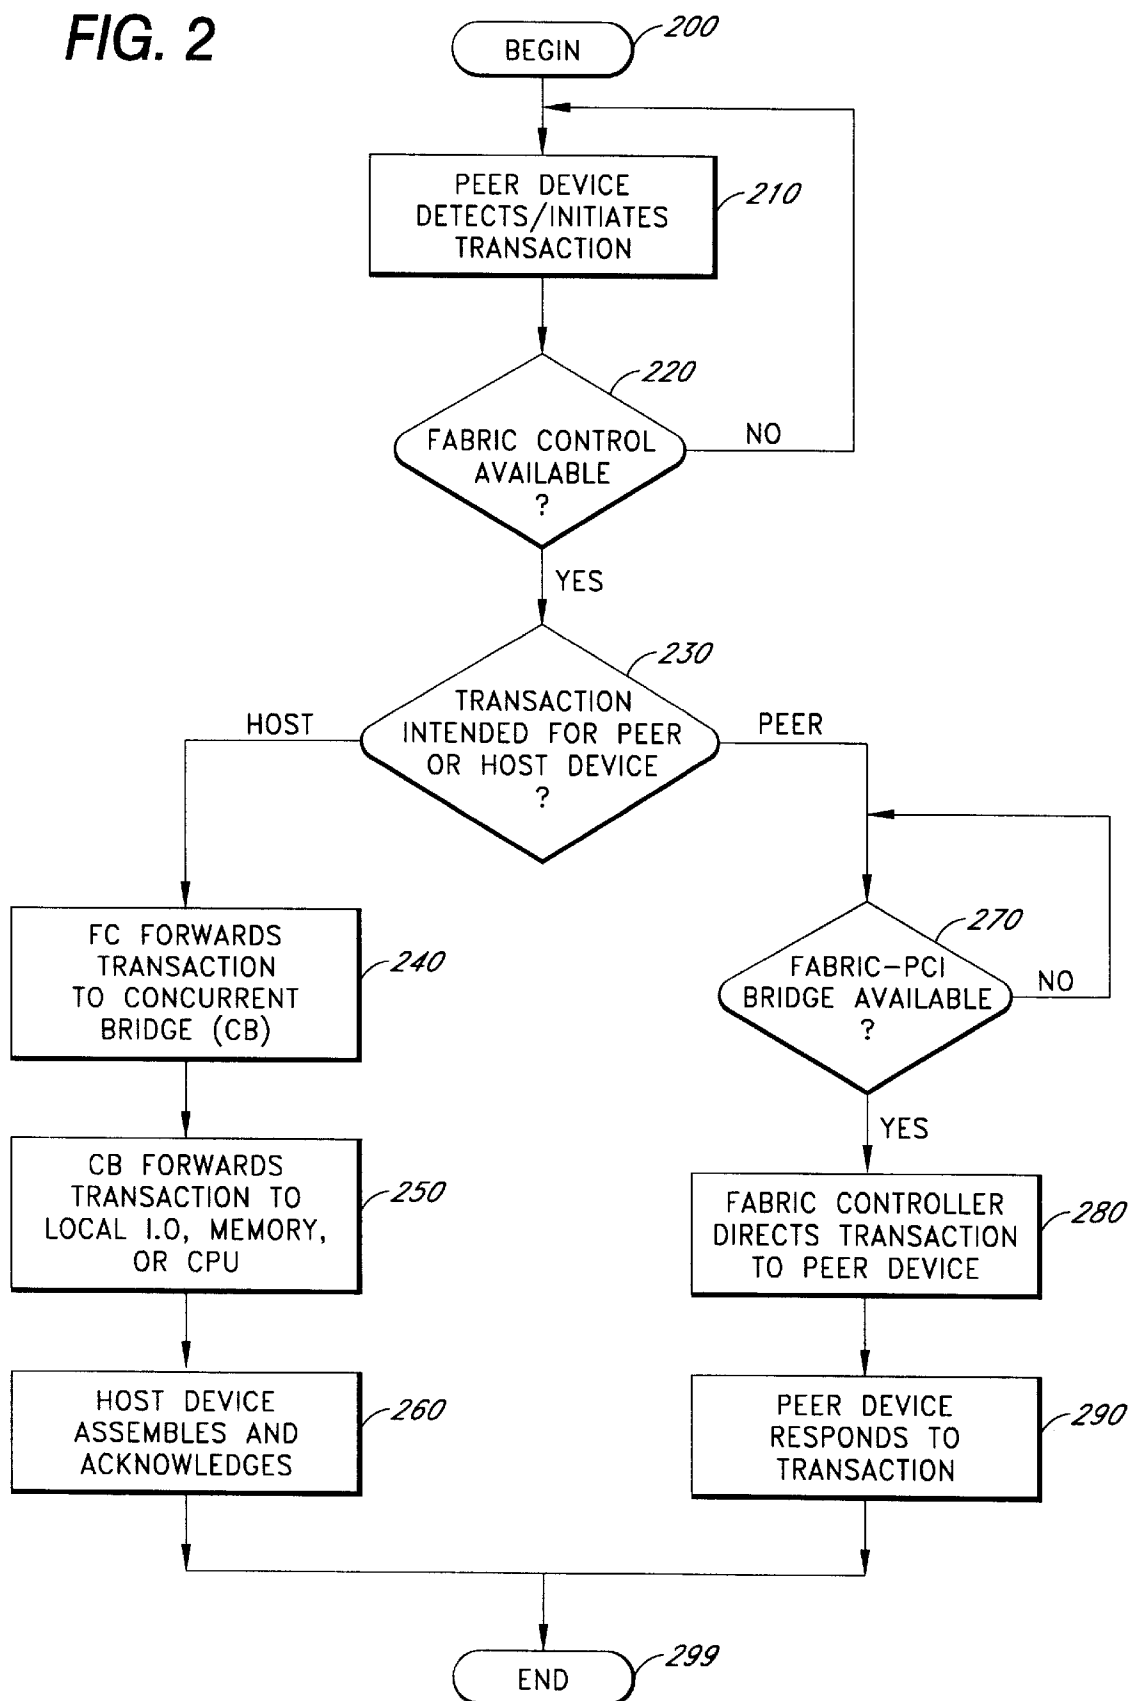 FIG. 2
BEGIN
200
PEER DEVICE
DETECTS/INITIATES
TRANSACTION
210
220
FABRIC CONTROL
AVAILABLE
?
NO
YES
230
TRANSACTION
INTENDED FOR PEER
OR HOST DEVICE
?
HOST
PEER
FC FORWARDS
TRANSACTION
TO CONCURRENT
BRIDGE (CB)
240
CB FORWARDS
TRANSACTION TO
LOCAL I.O, MEMORY,
OR CPU
250
HOST DEVICE
ASSEMBLES AND
ACKNOWLEDGES
260
270
FABRIC-PCI
BRIDGE AVAILABLE
?
NO
YES
FABRIC CONTROLLER
DIRECTS TRANSACTION
TO PEER DEVICE
280
PEER DEVICE
RESPONDS TO
TRANSACTION
290
END
299